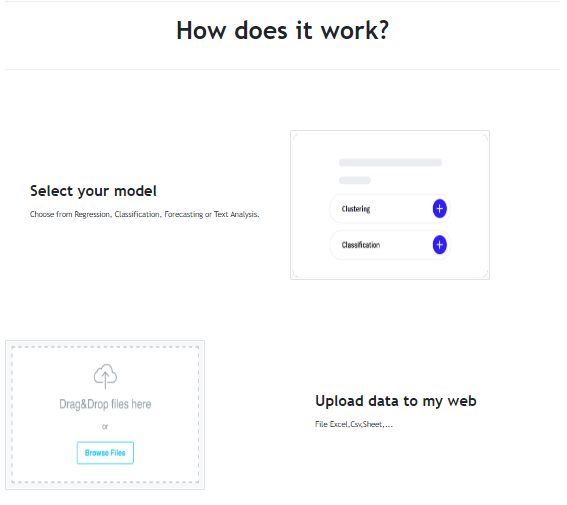 How does it work?
Select your model
Choose from Regression, Classification, Forecasting or Text Analysis.
Clustering
Classification
Drag&Drop files here
or
Browse Files
Upload data to my web
File Excel,Csv,Sheet,...